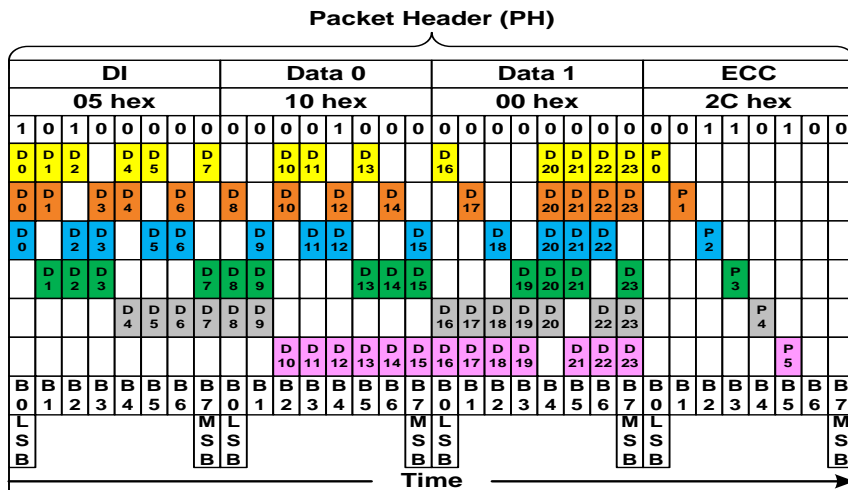 Packet Header (PH)
DI Data 0 Data 1 ECC
05 hex 10 hex 00 hex 2C hex
1 0 1 0 0 0 0 0 0 0 0 0 1 0 0 0 0 0 0 0 0 0 0 0 0 0 1 1 0 1 0 0
D0 D1 D2 D4 D5 D7 D10 D11 D13 D16 D20 D21 D22 D23 P0
D0 D1 D3 D4 D6 D8 D10 D12 D14 D17 D20 D21 D22 D23 P1
D0 D2 D3 D5 D6 D9 D11 D12 D15 D18 D20 D21 D22 P2
D1 D2 D3 D7 D8 D9 D13 D14 D15 D19 D20 D21 D23 P3
D4 D5 D6 D7 D8 D9 D16 D17 D18 D19 D20 D22 D23 P4
D10 D11 D12 D13 D14 D15 D16 D17 D18 D19 D21 D22 D23 P5
B0 B1 B2 B3 B4 B5 B6 B7 B0 B1 B2 B3 B4 B5 B6 B7 B0 B1 B2 B3 B4 B5 B6 B7 B0 B1 B2 B3 B4 B5 B6 B7
LSB MSB LSB MSB LSB MSB LSB MSB
Time